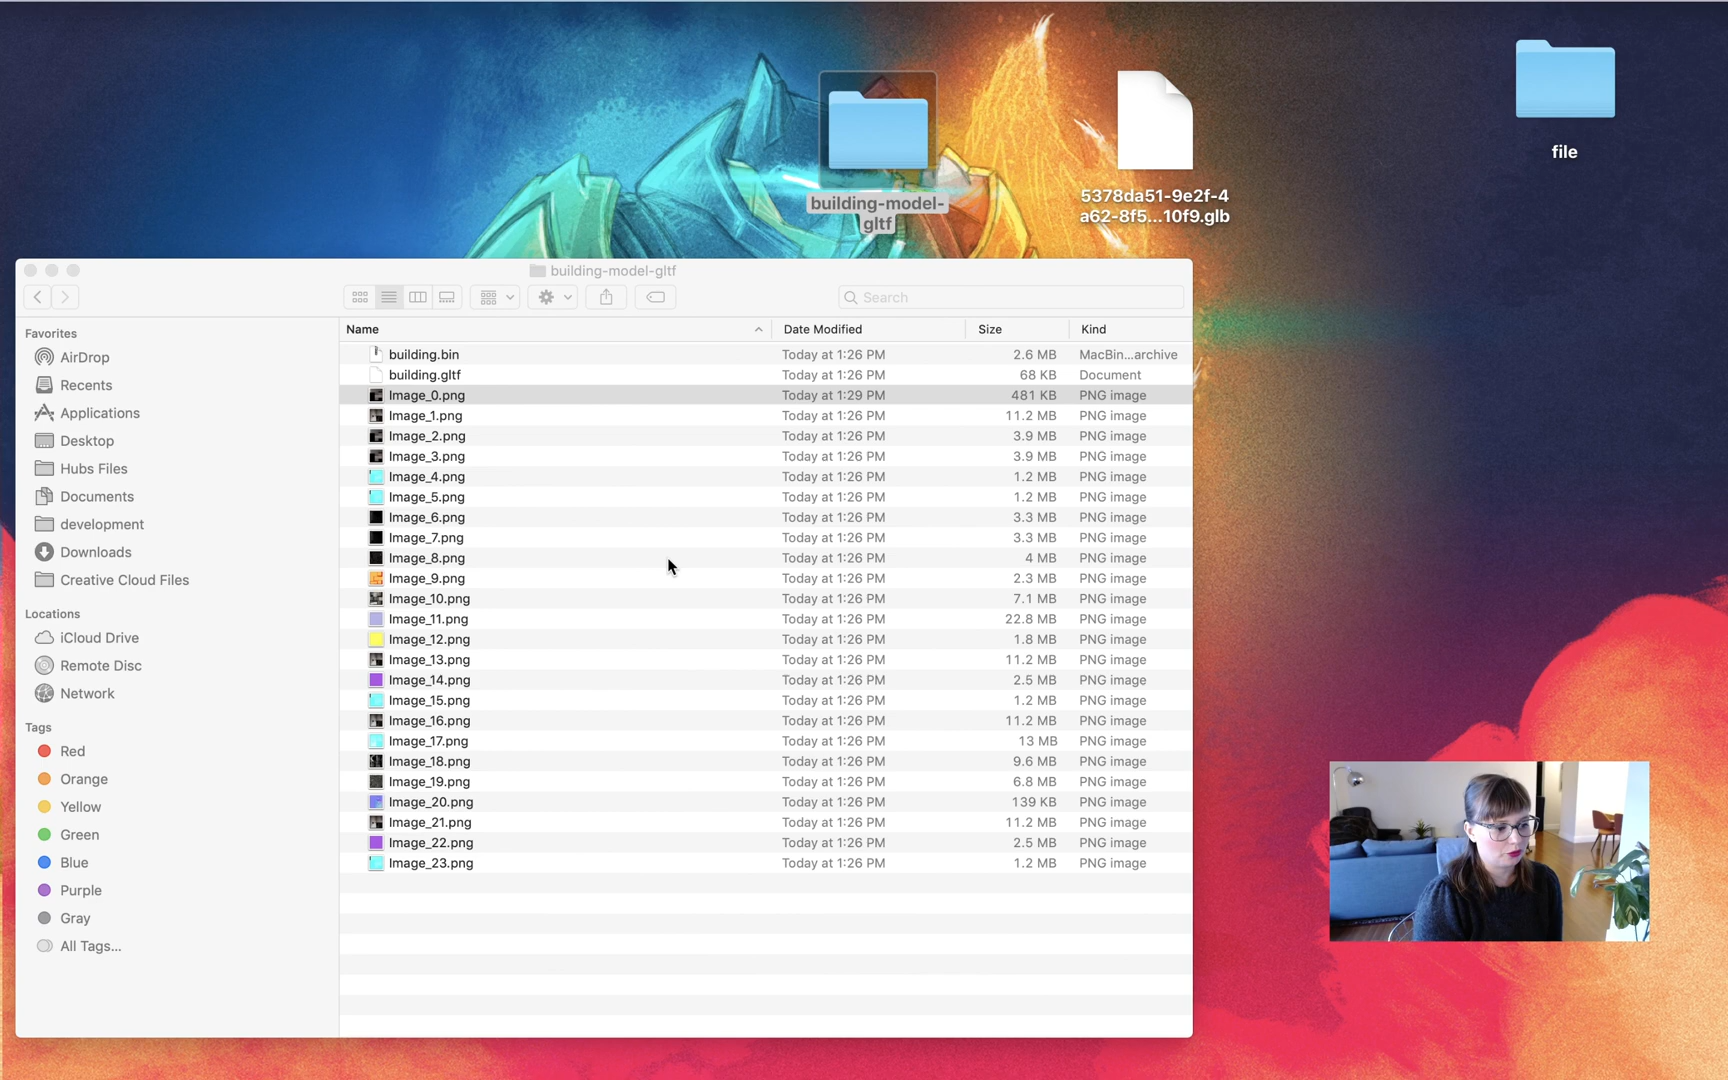 file
building-model-
gltf
5378da51-9e2f-4
a62-8f5...10f9.glb
building-model-gltf
Search
Favorites
AirDrop
Recents
Applications
Desktop
Hubs Files
Documents
development
Downloads
Creative Cloud Files
Locations
iCloud Drive
Remote Disc
Network
Tags
Red
Orange
Yellow
Green
Blue
Purple
Gray
All Tags...
Name Date Modified Size Kind
building.bin Today at 1:26 PM 2.6 MB MacBin...archive
building.gltf Today at 1:26 PM 68 KB Document
Image_0.png Today at 1:29 PM 481 KB PNG image
Image_1.png Today at 1:26 PM 11.2 MB PNG image
Image_2.png Today at 1:26 PM 3.9 MB PNG image
Image_3.png Today at 1:26 PM 3.9 MB PNG image
Image_4.png Today at 1:26 PM 1.2 MB PNG image
Image_5.png Today at 1:26 PM 1.2 MB PNG image
Image_6.png Today at 1:26 PM 3.3 MB PNG image
Image_7.png Today at 1:26 PM 3.3 MB PNG image
Image_8.png Today at 1:26 PM 4 MB PNG image
Image_9.png Today at 1:26 PM 2.3 MB PNG image
Image_10.png Today at 1:26 PM 7.1 MB PNG image
Image_11.png Today at 1:26 PM 22.8 MB PNG image
Image_12.png Today at 1:26 PM 1.8 MB PNG image
Image_13.png Today at 1:26 PM 11.2 MB PNG image
Image_14.png Today at 1:26 PM 2.5 MB PNG image
Image_15.png Today at 1:26 PM 1.2 MB PNG image
Image_16.png Today at 1:26 PM 11.2 MB PNG image
Image_17.png Today at 1:26 PM 13 MB PNG image
Image_18.png Today at 1:26 PM 9.6 MB PNG image
Image_19.png Today at 1:26 PM 6.8 MB PNG image
Image_20.png Today at 1:26 PM 139 KB PNG image
Image_21.png Today at 1:26 PM 11.2 MB PNG image
Image_22.png Today at 1:26 PM 2.5 MB PNG image
Image_23.png Today at 1:26 PM 1.2 MB PNG image